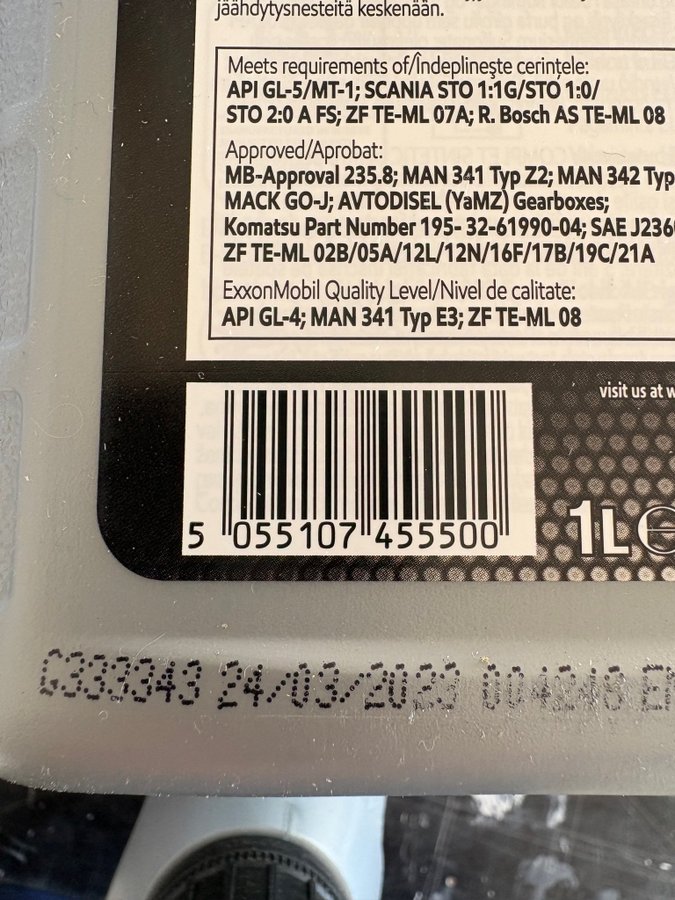 jäähdytysnesteitä keskenään.
Meets requirements of/Îndeplineşte cerinţele:
API GL-5/MT-1; SCANIA STO 1:1G/STO 1:0/
STO 2:0 A FS; ZF TE-ML 07A; R. Bosch AS TE-ML 08
Approved/Aprobat:
MB-Approval 235.8; MAN 341 Typ Z2; MAN 342 Typ
MACK GO-J; AVTODISEL (YaMZ) Gearboxes;
Komatsu Part Number 195- 32-61990-04; SAE J2360
ZF TE-ML 02B/05A/12L/12N/16F/17B/19C/21A
ExxonMobil Quality Level/Nivel de calitate:
API GL-4; MAN 341 Typ E3; ZF TE-ML 08
visit us at
5 055107 455500
1L
G333343 24/03/2023